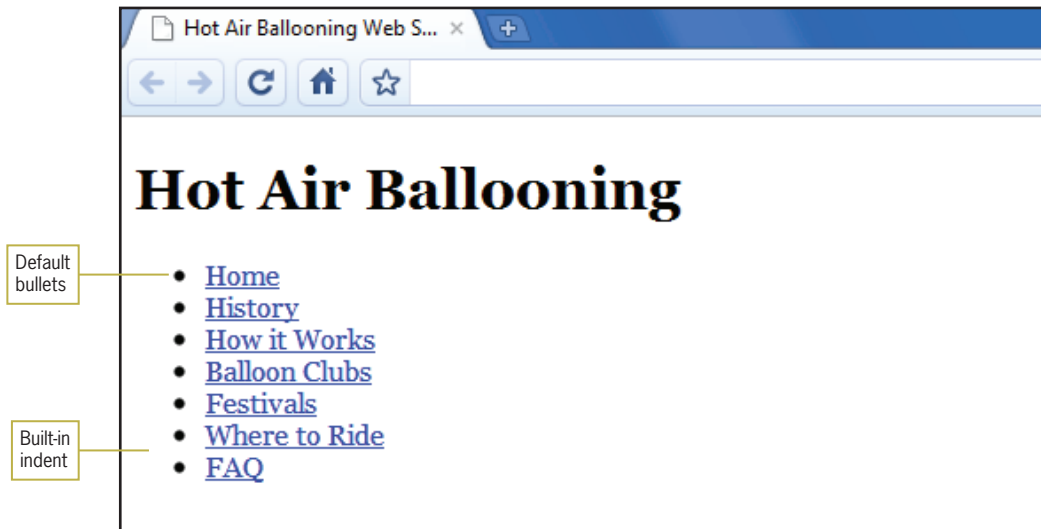 Hot Air Ballooning Web S...
Hot Air Ballooning
Default
bullets
Home
History
How it Works
Balloon Clubs
Festivals
Built-in
indent
Where to Ride
FAQ